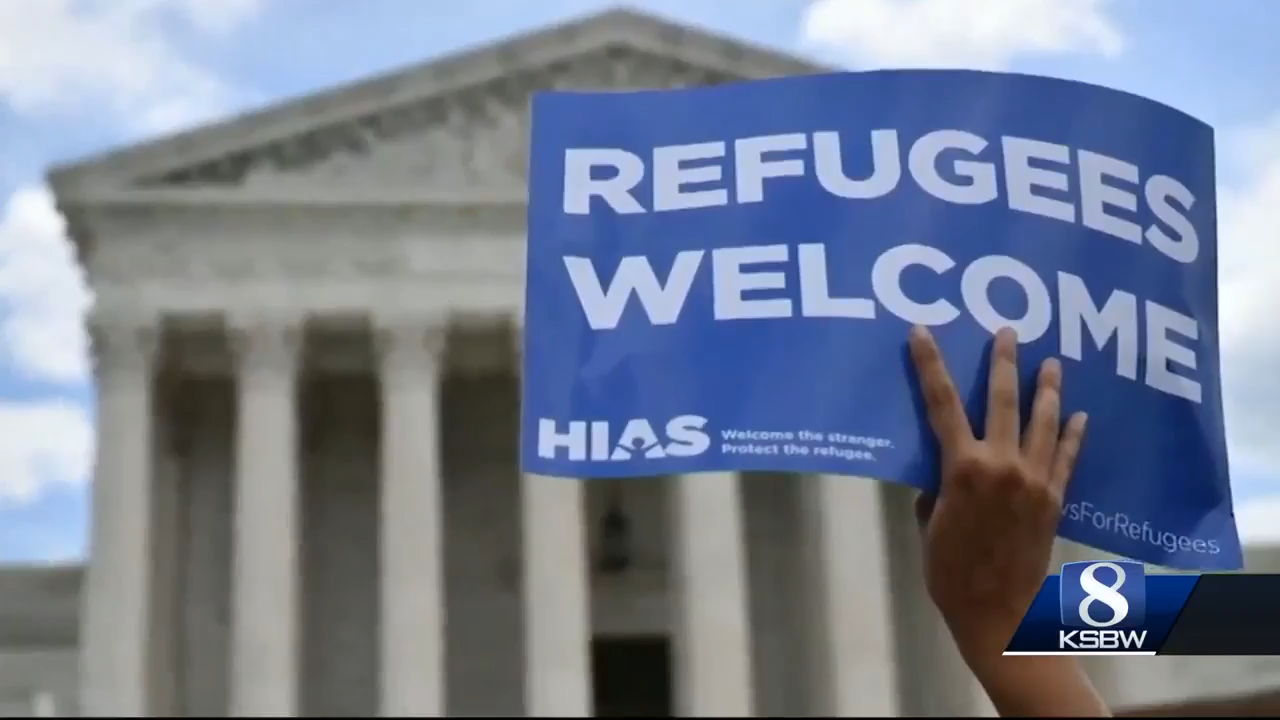 REFUGEES
WELCOME
HIAS
Welcome the stranger.
Protect the refugee.
sForRefugees
8
KSBW